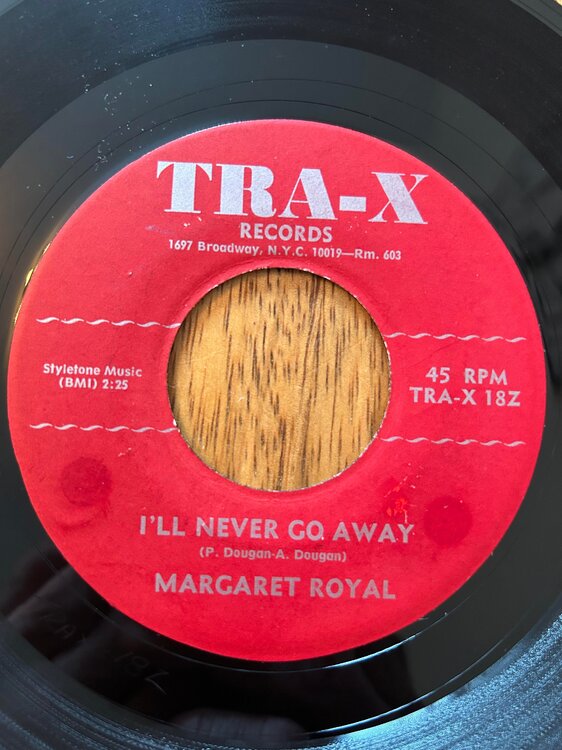 TRA-X
RECORDS
1697 Broadway, N.Y.C. 10019—Rm. 603
Styletone Music
(BMI) 2:25
45 RPM
TRA-X 18Z
I'LL NEVER GO AWAY
(P. Dougan-A. Dougan)
MARGARET ROYAL